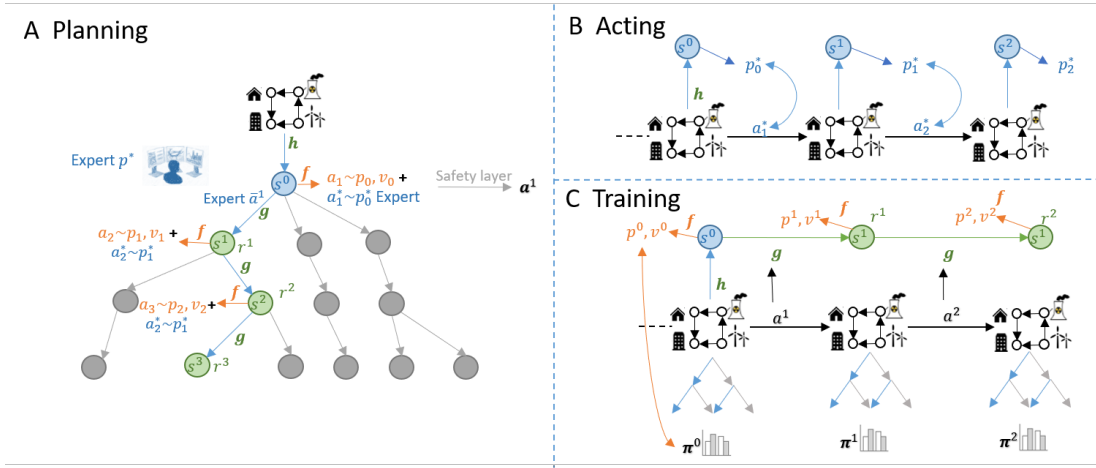 A Planning
h
Expert p*
s⁰
f
a₁~p₀, v₀ +
a₁*~p₀* Expert
Safety layer
a¹
Expert ā¹
g
a₂~p₁, v₁ +
a₂*~p₁*
f
s¹
r¹
g
a₃~p₂, v₂ +
a₂*~p₁*
f
s²
r²
g
s³
r³
B Acting
s⁰
p₀*
s¹
p₁*
s²
p₂*
h
a₁*
a₂*
C Training
p⁰, v⁰
f
s⁰
p¹, v¹
f
r¹
s¹
p², v²
f
r²
s¹
g
g
h
a¹
a²
π⁰
π¹
π²